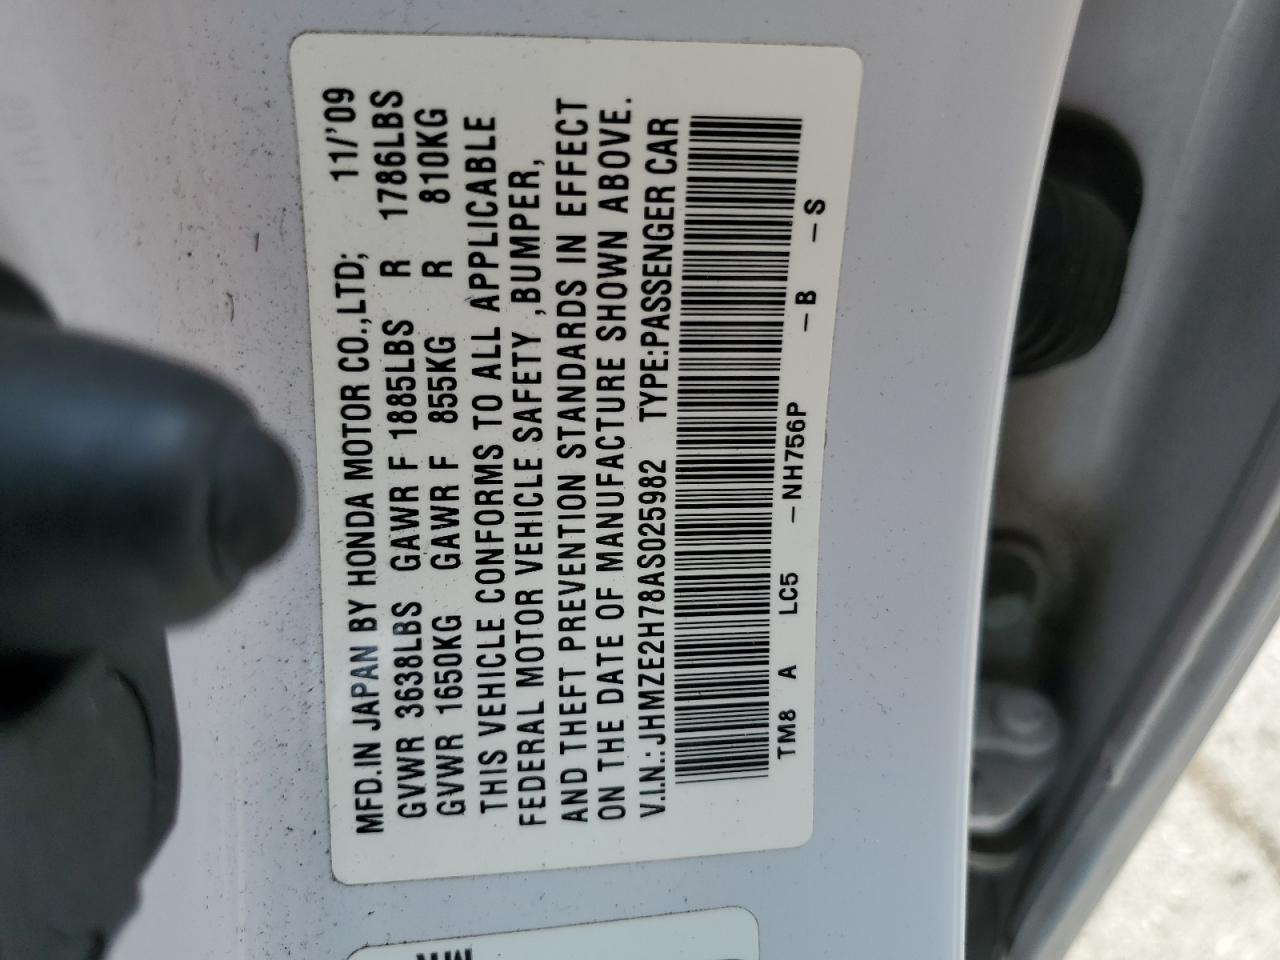 MFD.IN JAPAN BY HONDA MOTOR CO.,LTD; 11/'09
GVWR 3638LBS GAWR F 1885LBS R 1786LBS
GVWR 1650KG GAWR F 855KG R 810KG
THIS VEHICLE CONFORMS TO ALL APPLICABLE
FEDERAL MOTOR VEHICLE SAFETY ,BUMPER,
AND THEFT PREVENTION STANDARDS IN EFFECT
ON THE DATE OF MANUFACTURE SHOWN ABOVE.
V.I.N.: JHMZE2H78AS025982 TYPE:PASSENGER CAR
TM8 A LC5 -NH756P -B -S